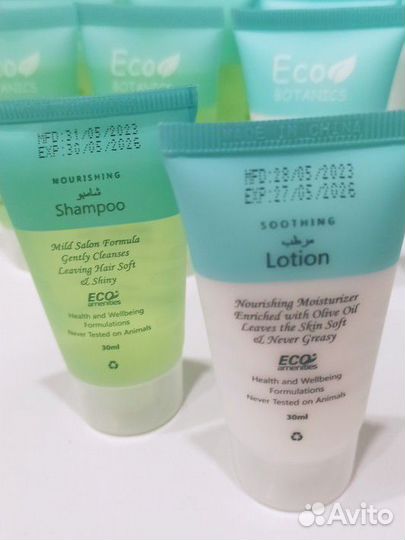 Eco
BOTANICS
Eco
BOTANICS
MFD:31/05/2023
EXP:30/05/2026
NOURISHING
شامبو
Shampoo
Mild Salon Formula
Gently Cleanses
Leaving Hair Soft
& Shiny
ECO
amenities
Health and Wellbeing
Formulations
Never Tested on Animals
30ml
MADE IN CHINA
MFD:28/05/2023
EXP:27/05/2026
SOOTHING
مرطب
Lotion
Nourishing Moisturizer
Enriched with Olive Oil
Leaves the Skin Soft
& Never Greasy
ECO
amenities
Health and Wellbeing
Formulations
Never Tested on Animals
30ml
Avito